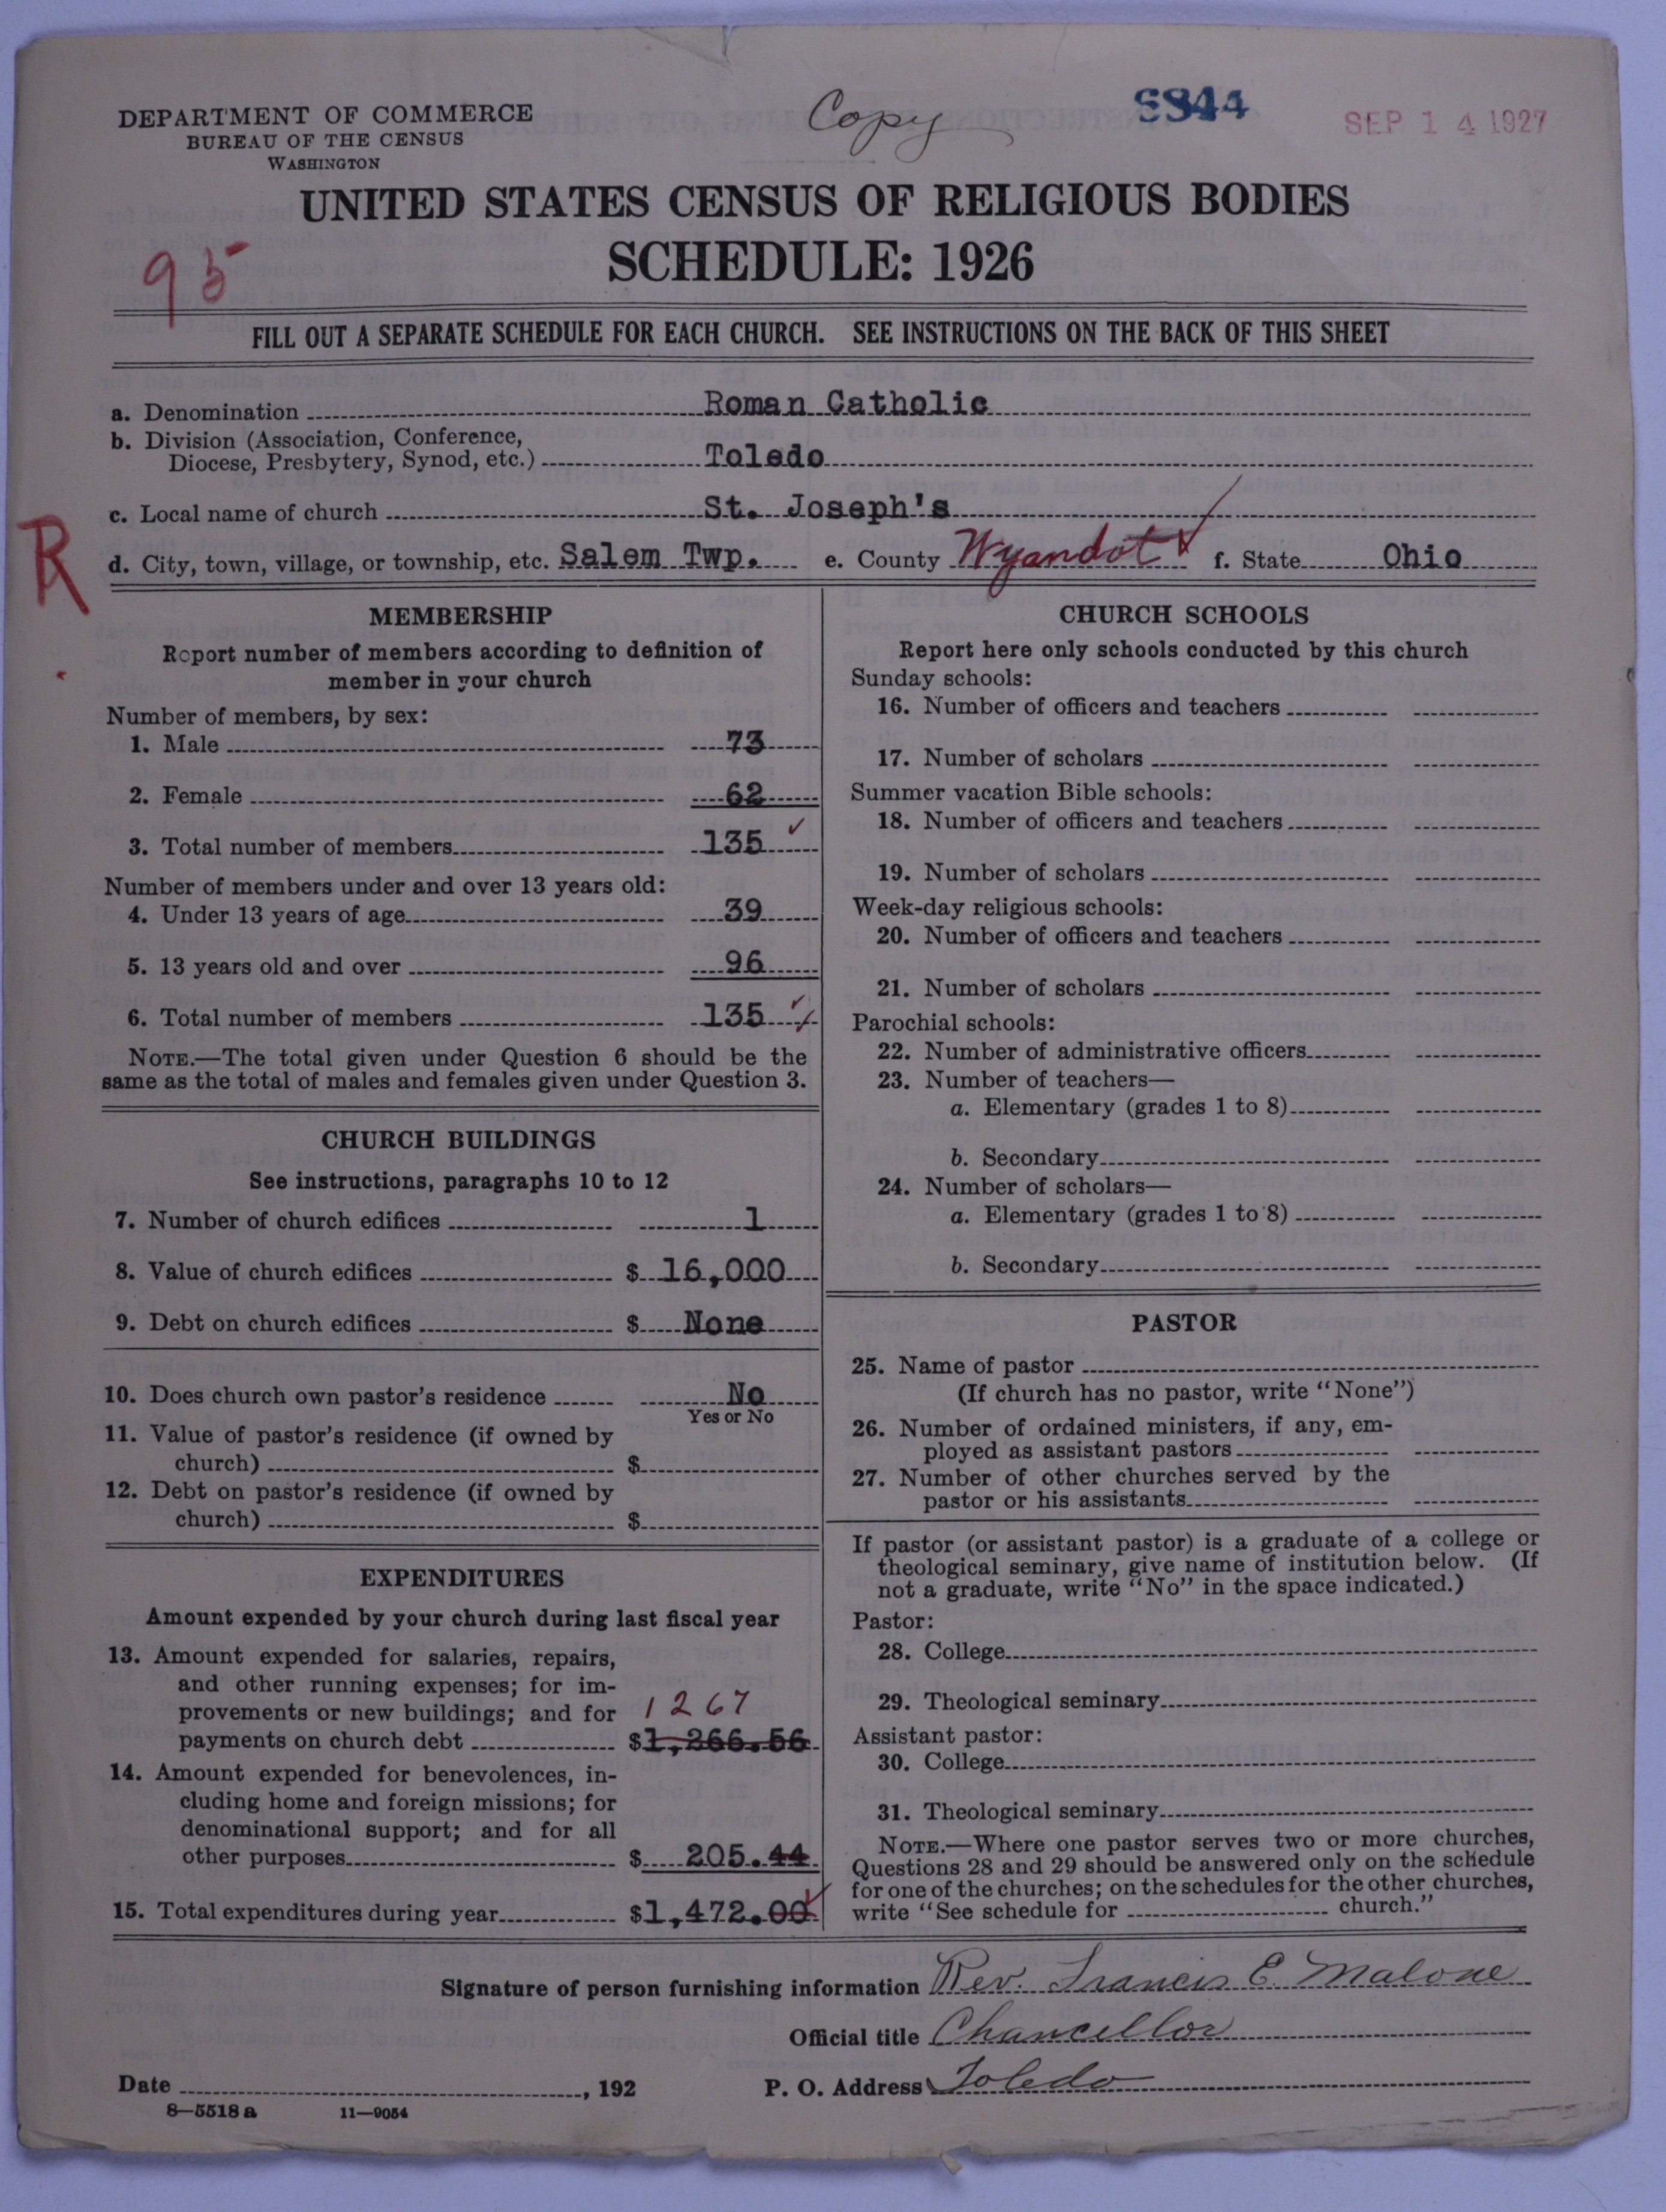 DEPARTMENT OF COMMERCE
BUREAU OF THE CENSUS
WASHINGTON
Copy
8844
SEP 14 1927
UNITED STATES CENSUS OF RELIGIOUS BODIES
SCHEDULE: 1926
95
FILL OUT A SEPARATE SCHEDULE FOR EACH CHURCH. SEE INSTRUCTIONS ON THE BACK OF THIS SHEET
a. Denomination Roman Catholic
b. Division (Association, Conference,
Diocese, Presbytery, Synod, etc.) Toledo
c. Local name of church St. Joseph's
R
d. City, town, village, or township, etc. Salem Twp. e. County Wyandot f. State Ohio
MEMBERSHIP
Report number of members according to definition of
member in your church
Number of members, by sex:
1. Male 73
2. Female 62
3. Total number of members 135 ✓
Number of members under and over 13 years old:
4. Under 13 years of age 39
5. 13 years old and over 96
6. Total number of members 135 ✓
NOTE.—The total given under Question 6 should be the
same as the total of males and females given under Question 3.
CHURCH BUILDINGS
See instructions, paragraphs 10 to 12
7. Number of church edifices 1
8. Value of church edifices $ 16,000
9. Debt on church edifices $ None
10. Does church own pastor's residence No
Yes or No
11. Value of pastor's residence (if owned by
church) $
12. Debt on pastor's residence (if owned by
church) $
EXPENDITURES
Amount expended by your church during last fiscal year
13. Amount expended for salaries, repairs,
and other running expenses; for im-
provements or new buildings; and for 1267
payments on church debt $1,266.56
14. Amount expended for benevolences, in-
cluding home and foreign missions; for
denominational support; and for all
other purposes $ 205.44
15. Total expenditures during year $1,472.00
CHURCH SCHOOLS
Report here only schools conducted by this church
Sunday schools:
16. Number of officers and teachers
17. Number of scholars
Summer vacation Bible schools:
18. Number of officers and teachers
19. Number of scholars
Week-day religious schools:
20. Number of officers and teachers
21. Number of scholars
Parochial schools:
22. Number of administrative officers
23. Number of teachers—
a. Elementary (grades 1 to 8)
b. Secondary
24. Number of scholars—
a. Elementary (grades 1 to 8)
b. Secondary
PASTOR
25. Name of pastor
(If church has no pastor, write "None")
26. Number of ordained ministers, if any, em-
ployed as assistant pastors
27. Number of other churches served by the
pastor or his assistants
If pastor (or assistant pastor) is a graduate of a college or
theological seminary, give name of institution below. (If
not a graduate, write "No" in the space indicated.)
Pastor:
28. College
29. Theological seminary
Assistant pastor:
30. College
31. Theological seminary
NOTE.—Where one pastor serves two or more churches,
Questions 28 and 29 should be answered only on the schedule
for one of the churches; on the schedules for the other churches,
write "See schedule for church."
Signature of person furnishing information Rev. Francis E. Malone
Official title Chancellor
Date , 192 P. O. Address Toledo
8—5518a 11—9054